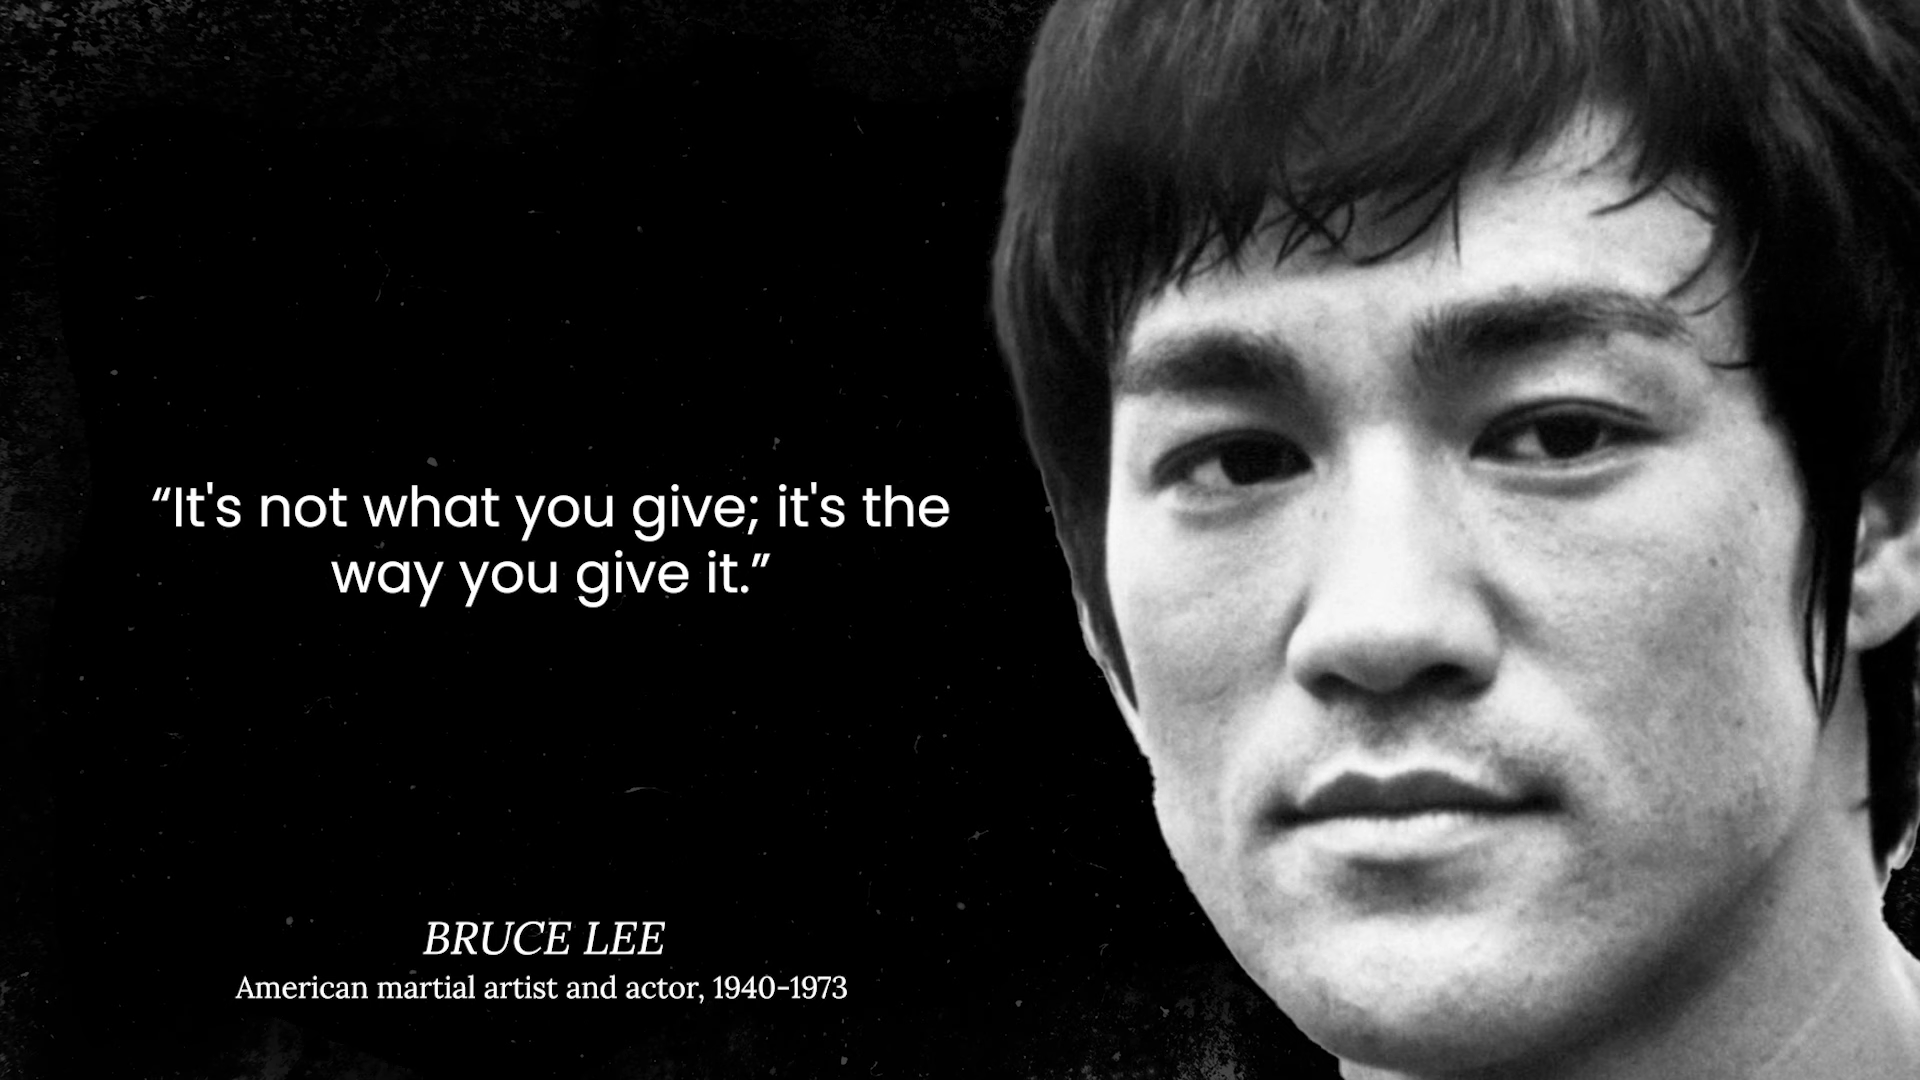 “It's not what you give; it's the
way you give it.”
BRUCE LEE
American martial artist and actor, 1940-1973